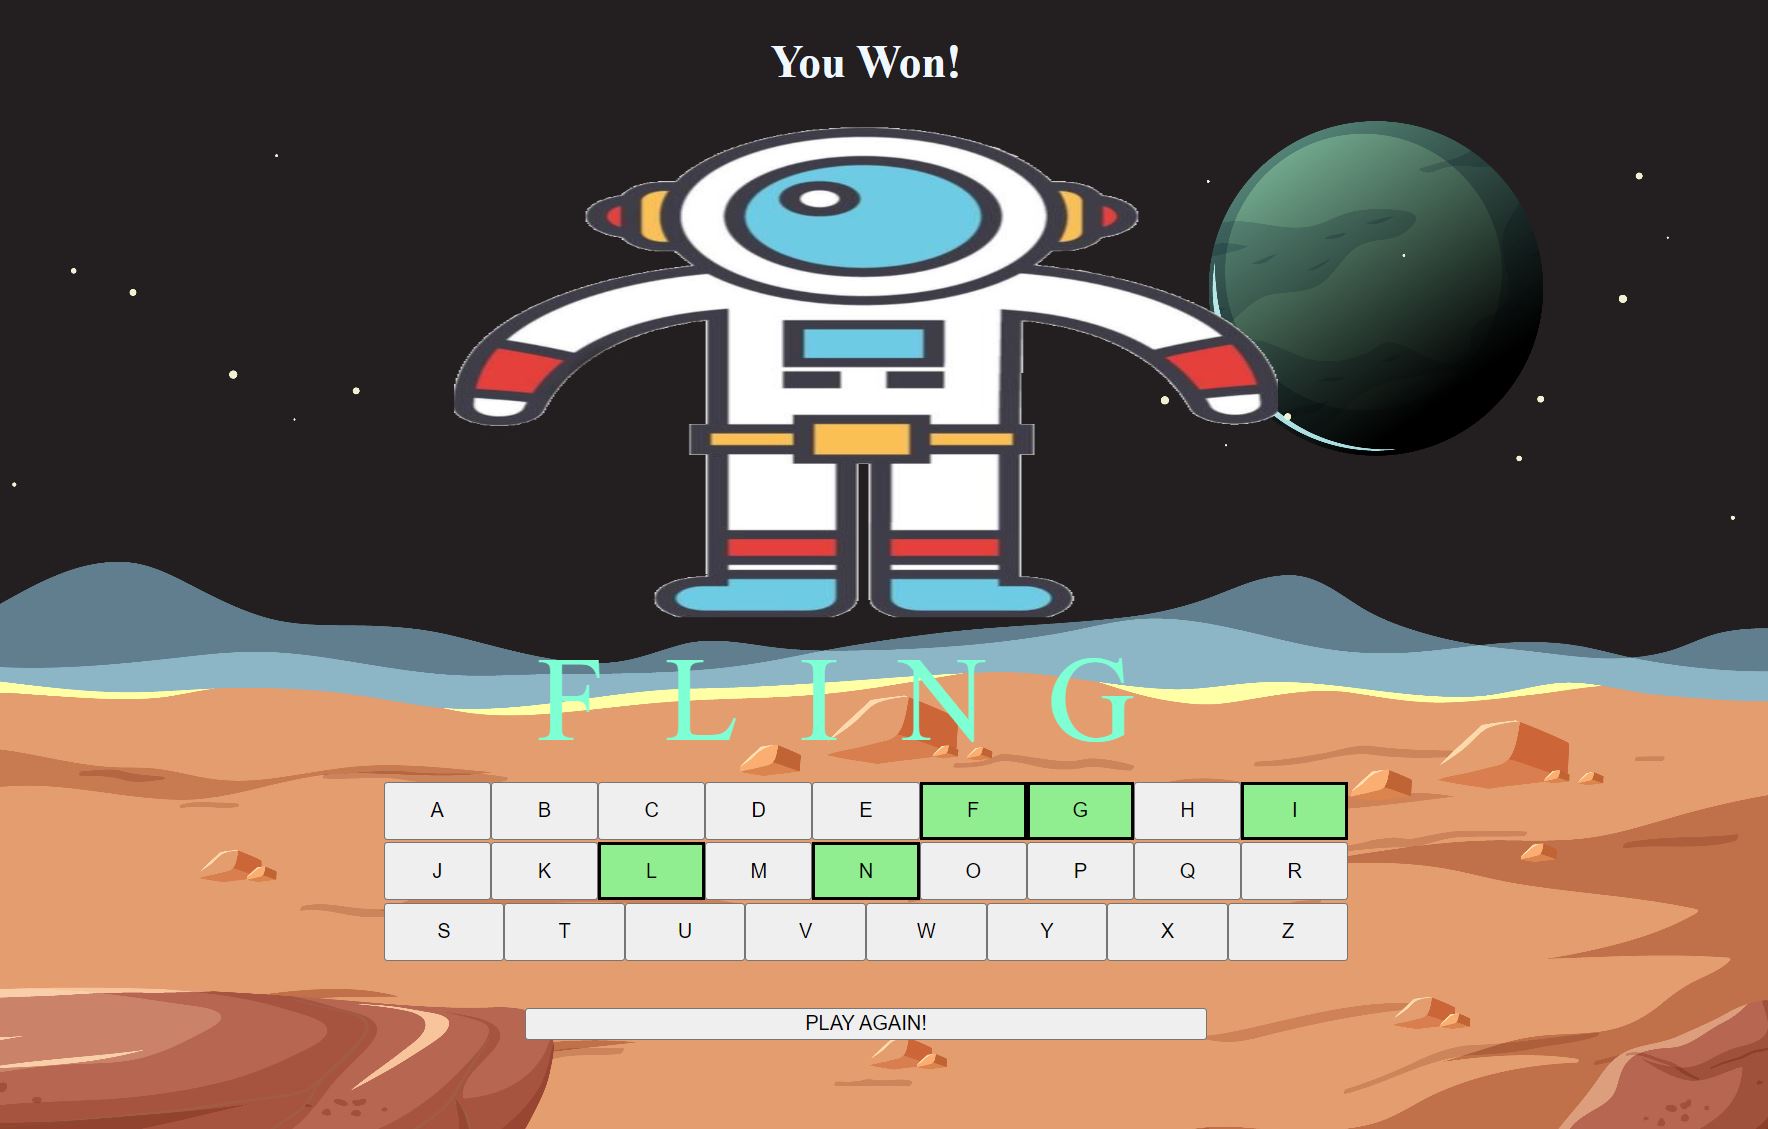 You Won!
F L I N G
A B C D E F G H I
J K L M N O P Q R
S T U V W Y X Z
PLAY AGAIN!